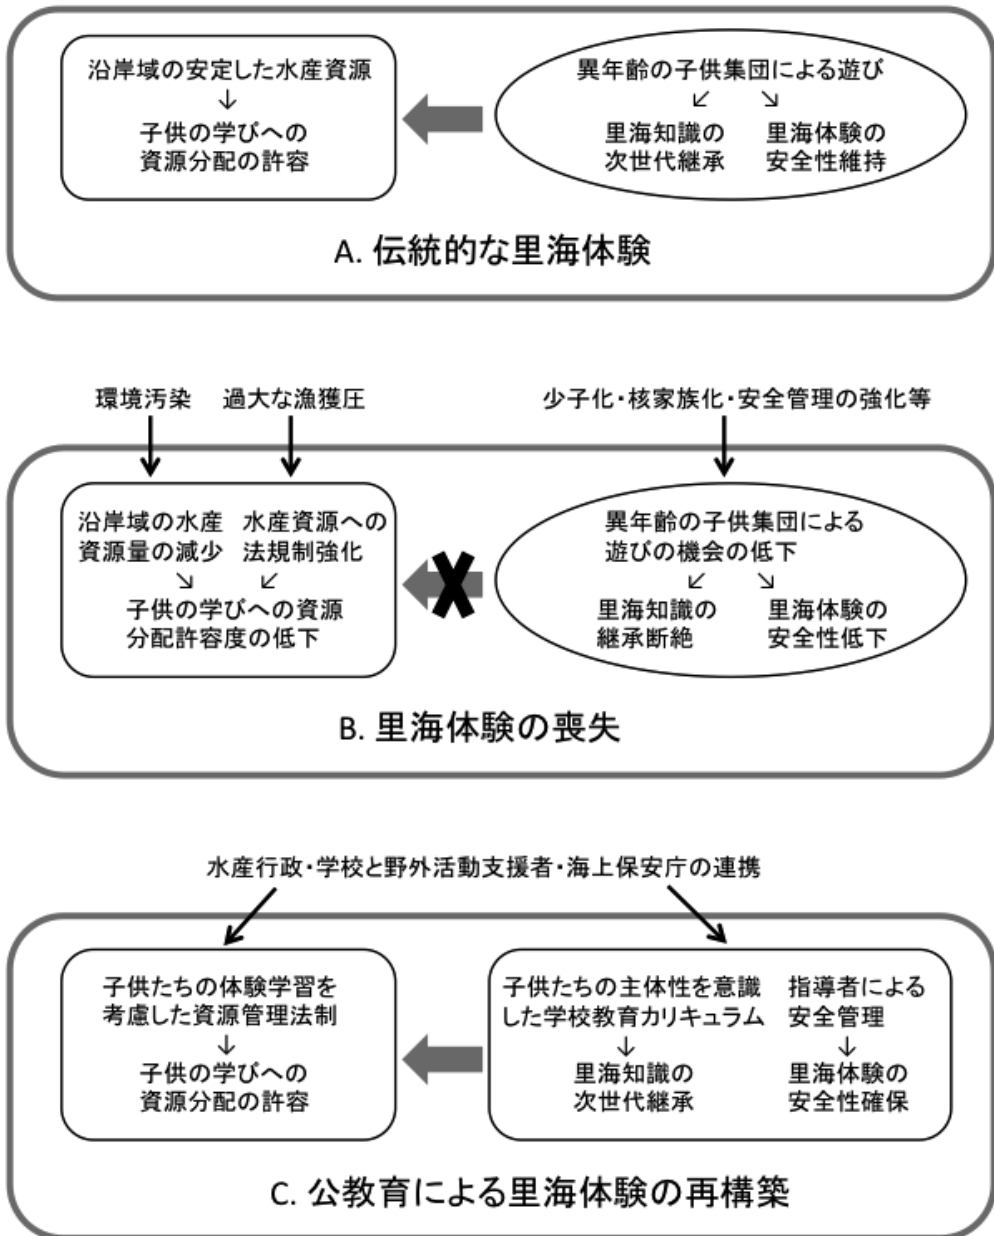 沿岸域の安定した水産資源
↓
子供の学びへの
資源分配の許容
異年齢の子供集団による遊び
↙ ↘
里海知識の 里海体験の
次世代継承 安全性維持
A. 伝統的な里海体験
環境汚染 過大な漁獲圧
少子化・核家族化・安全管理の強化等
沿岸域の水産 水産資源への
資源量の減少 法規制強化
↘ ↙
子供の学びへの資源
分配許容度の低下
異年齢の子供集団による
遊びの機会の低下
↙ ↘
里海知識の 里海体験の
継承断絶 安全性低下
B. 里海体験の喪失
水産行政・学校と野外活動支援者・海上保安庁の連携
子供たちの体験学習を
考慮した資源管理法制
↓
子供の学びへの
資源分配の許容
子供たちの主体性を意識 指導者による
した学校教育カリキュラム 安全管理
↓ ↓
里海知識の 里海体験の
次世代継承 安全性確保
C. 公教育による里海体験の再構築